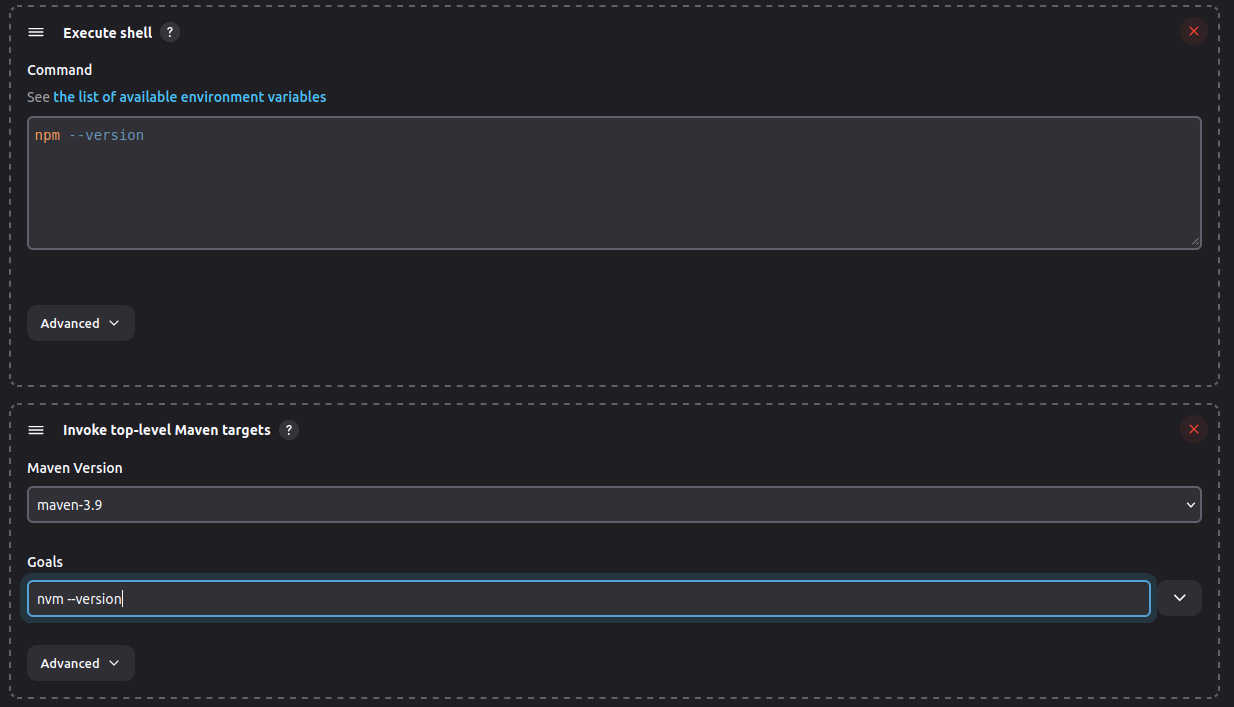 Execute shell ?
Command
See the list of available environment variables
npm --version
Advanced
Invoke top-level Maven targets ?
Maven Version
maven-3.9
Goals
nvm --version
Advanced